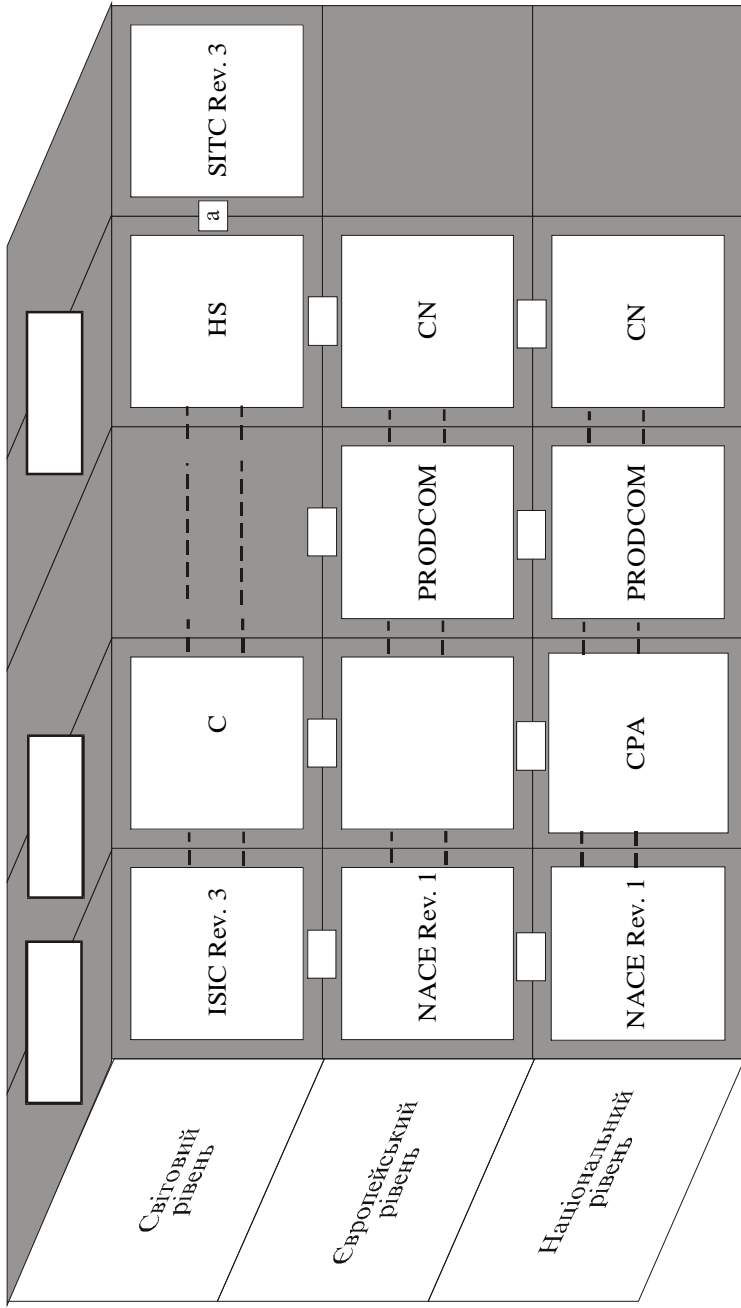 Світовий
рівень
ISIC Rev. 3
C
HS
a
SITC Rev. 3
Європейський
рівень
NACE Rev. 1
PRODCOM
CN
Національний
рівень
NACE Rev. 1
CPA
PRODCOM
CN